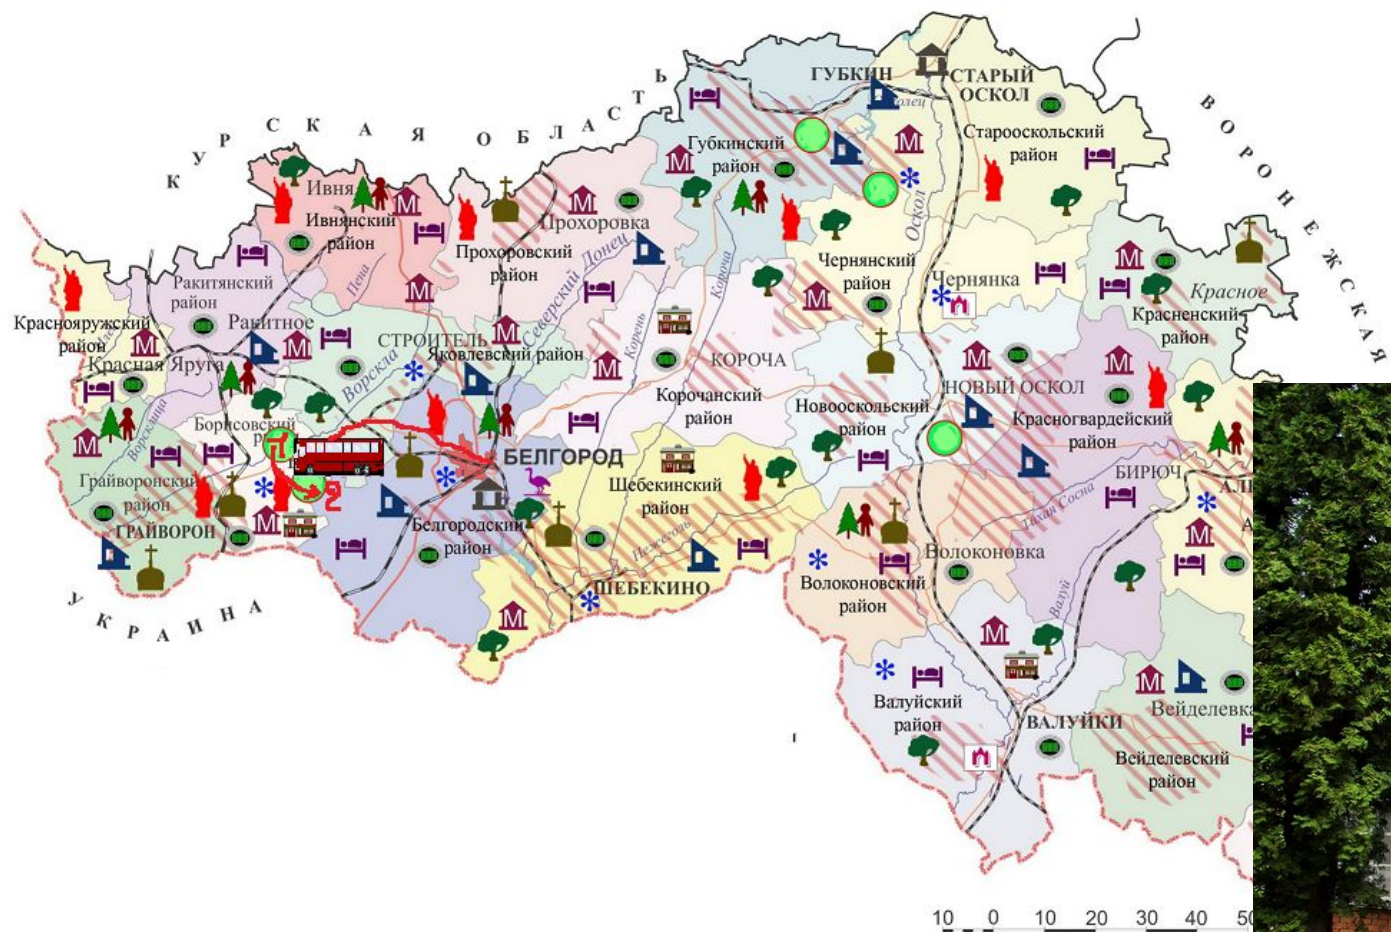 КУРСКАЯ ОБЛАСТЬ
ВОРОНЕЖСКАЯ
ГУБКИН
СТАРЫЙ
ОСКОЛ
Старооскольский
район
Губкинский
район
Оскол
Ивня
Ивнянский
район
Прохоровка
Прохоровский
район
Северский Донец
Короча
Чернянский
район
Чернянка
Красное
Красненский
район
Ракитянский
район
Пена
Ракитное
Краснояружский
район
Красная Яруга
СТРОИТЕЛЬ
Яковлевский район
Ворскла
Корень
КОРОЧА
Корочанский
район
НОВЫЙ ОСКОЛ
Новооскольский
район
Красногвардейский
район
БИРЮЧ
Ворсклица
Борисовский
1
2
БЕЛГОРОД
Грайворонский
район
ГРАЙВОРОН
Белгородский
район
Шебекинский
район
Нежеголь
ШЕБЕКИНО
Тихая Сосна
Волоконовка
Волоконовский
район
Валуй
УКРАИНА
Валуйский
район
ВАЛУЙКИ
Вейделевка
Вейделевский
район
10 0 10 20 30 40